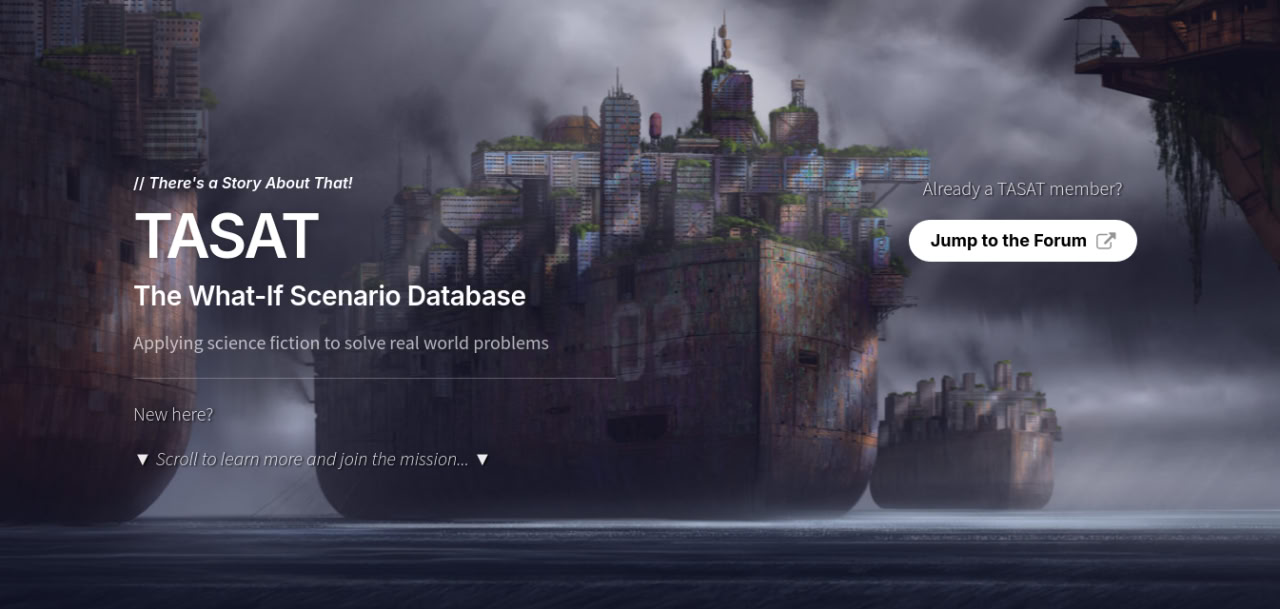 // There's a Story About That!
TASAT
The What-If Scenario Database
Applying science fiction to solve real world problems
New here?
▼ Scroll to learn more and join the mission... ▼
Already a TASAT member?
Jump to the Forum
02